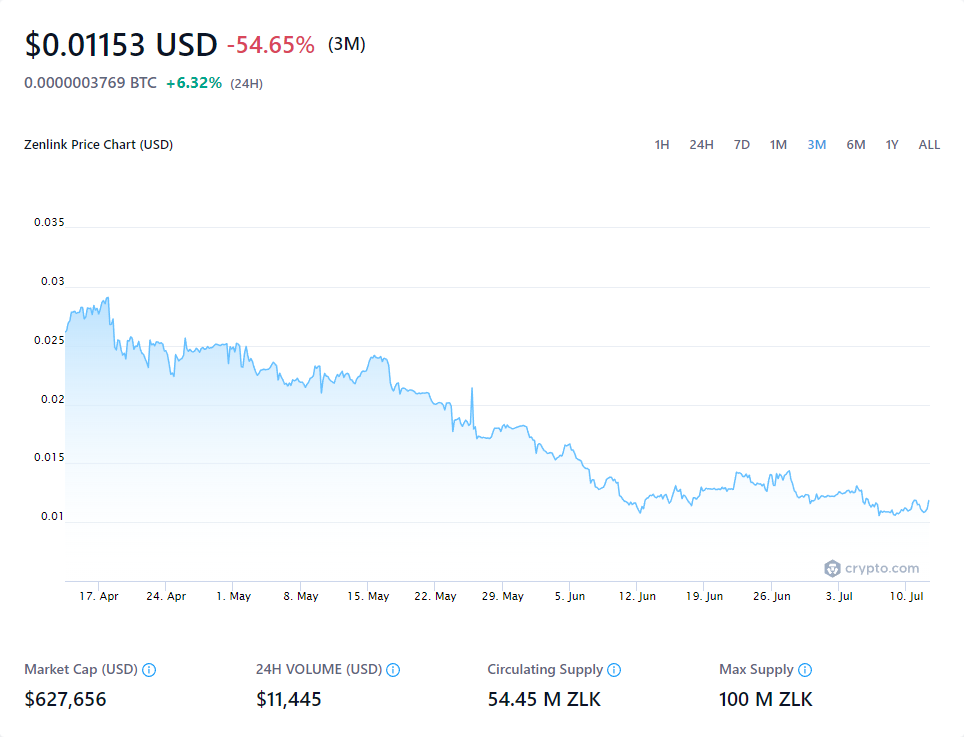 $0.01153 USD -54.65% (3M)
0.0000003769 BTC +6.32% (24H)
Zenlink Price Chart (USD) 1H 24H 7D 1M 3M 6M 1Y ALL
0.035
0.03
0.025
0.02
0.015
0.01
crypto.com
17. Apr 24. Apr 1. May 8. May 15. May 22. May 29. May 5. Jun 12. Jun 19. Jun 26. Jun 3. Jul 10. Jul
Market Cap (USD) 24H VOLUME (USD) Circulating Supply Max Supply
$627,656 $11,445 54.45 M ZLK 100 M ZLK